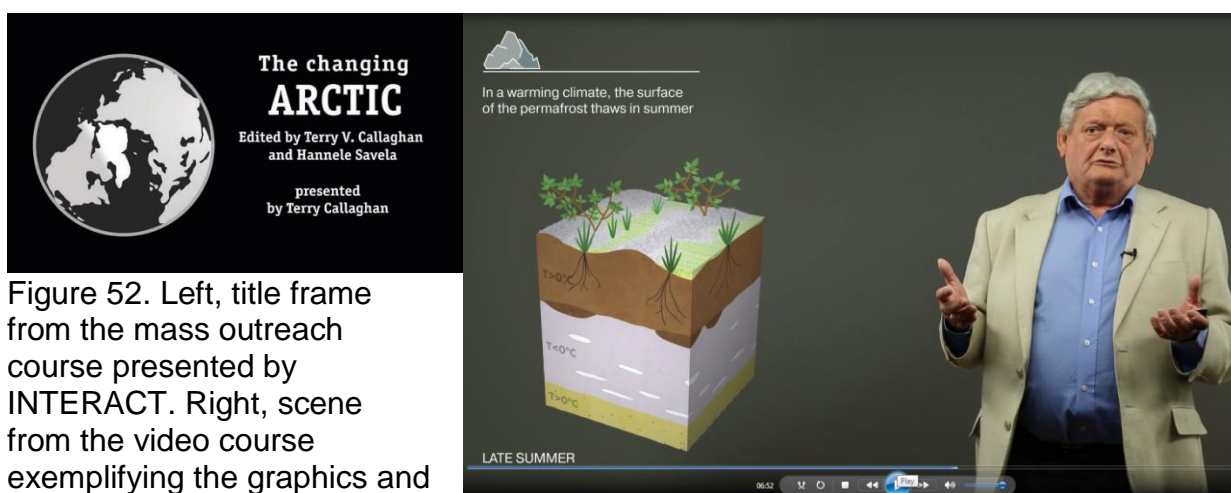 The changing
ARCTIC
Edited by Terry V. Callaghan
and Hannele Savela
presented
by Terry Callaghan
Figure 52. Left, title frame
from the mass outreach
course presented by
INTERACT. Right, scene
from the video course
exemplifying the graphics and
In a warming climate, the surface
of the permafrost thaws in summer
T>0°C
T<0°C
T>0°C
LATE SUMMER
06:52
Play